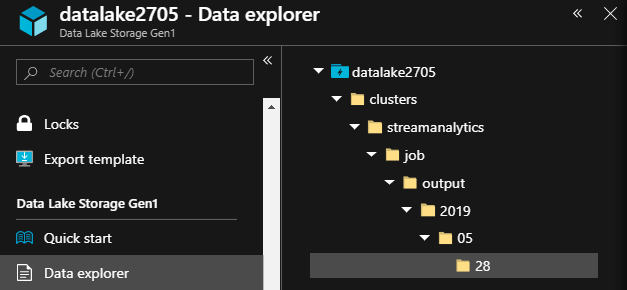 datalake2705 - Data explorer
Data Lake Storage Gen1
Search (Ctrl+/)
Locks
Export template
Data Lake Storage Gen1
Quick start
Data explorer
datalake2705
clusters
streamanalytics
job
output
2019
05
28